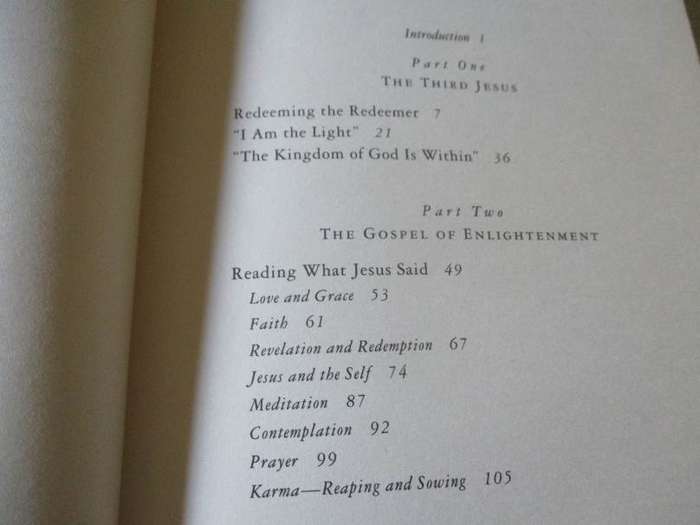 Introduction 1
Part One
THE THIRD JESUS
Redeeming the Redeemer 7
"I Am the Light" 21
"The Kingdom of God Is Within" 36
Part Two
THE GOSPEL OF ENLIGHTENMENT
Reading What Jesus Said 49
Love and Grace 53
Faith 61
Revelation and Redemption 67
Jesus and the Self 74
Meditation 87
Contemplation 92
Prayer 99
Karma—Reaping and Sowing 105